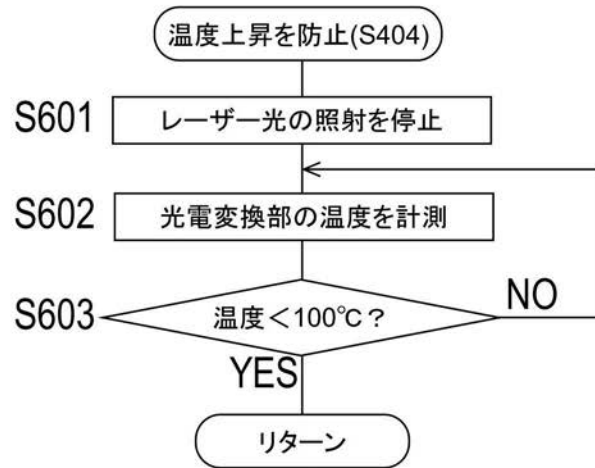 温度上昇を防止(S404)
S601
レーザー光の照射を停止
S602
光電変換部の温度を計測
S603
温度＜100℃？
NO
YES
リターン